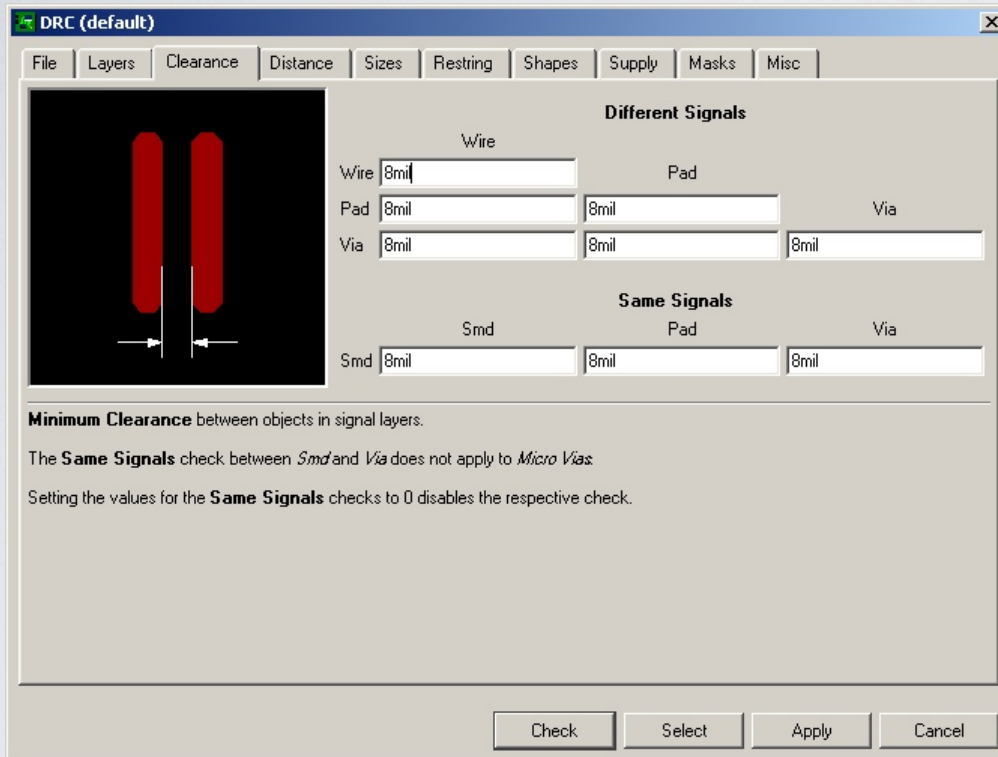 DRC (default)
File Layers Clearance Distance Sizes Restring Shapes Supply Masks Misc
Different Signals
Wire
Wire 8mil Pad
Pad 8mil 8mil Via
Via 8mil 8mil 8mil
Same Signals
Smd Pad Via
Smd 8mil 8mil 8mil
Minimum Clearance between objects in signal layers.
The Same Signals check between Smd and Via does not apply to Micro Vias.
Setting the values for the Same Signals checks to 0 disables the respective check.
Check Select Apply Cancel